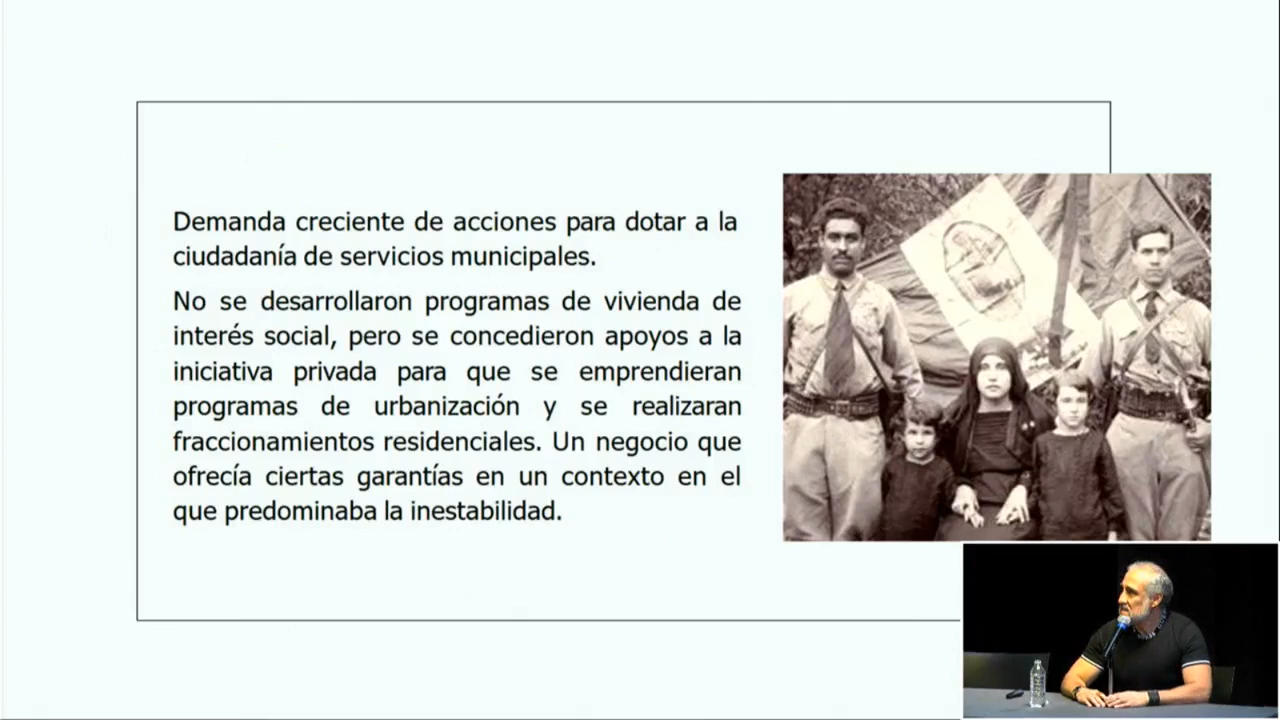 Demanda creciente de acciones para dotar a la
ciudadanía de servicios municipales.
No se desarrollaron programas de vivienda de
interés social, pero se concedieron apoyos a la
iniciativa privada para que se emprendieran
programas de urbanización y se realizaran
fraccionamientos residenciales. Un negocio que
ofrecía ciertas garantías en un contexto en el
que predominaba la inestabilidad.